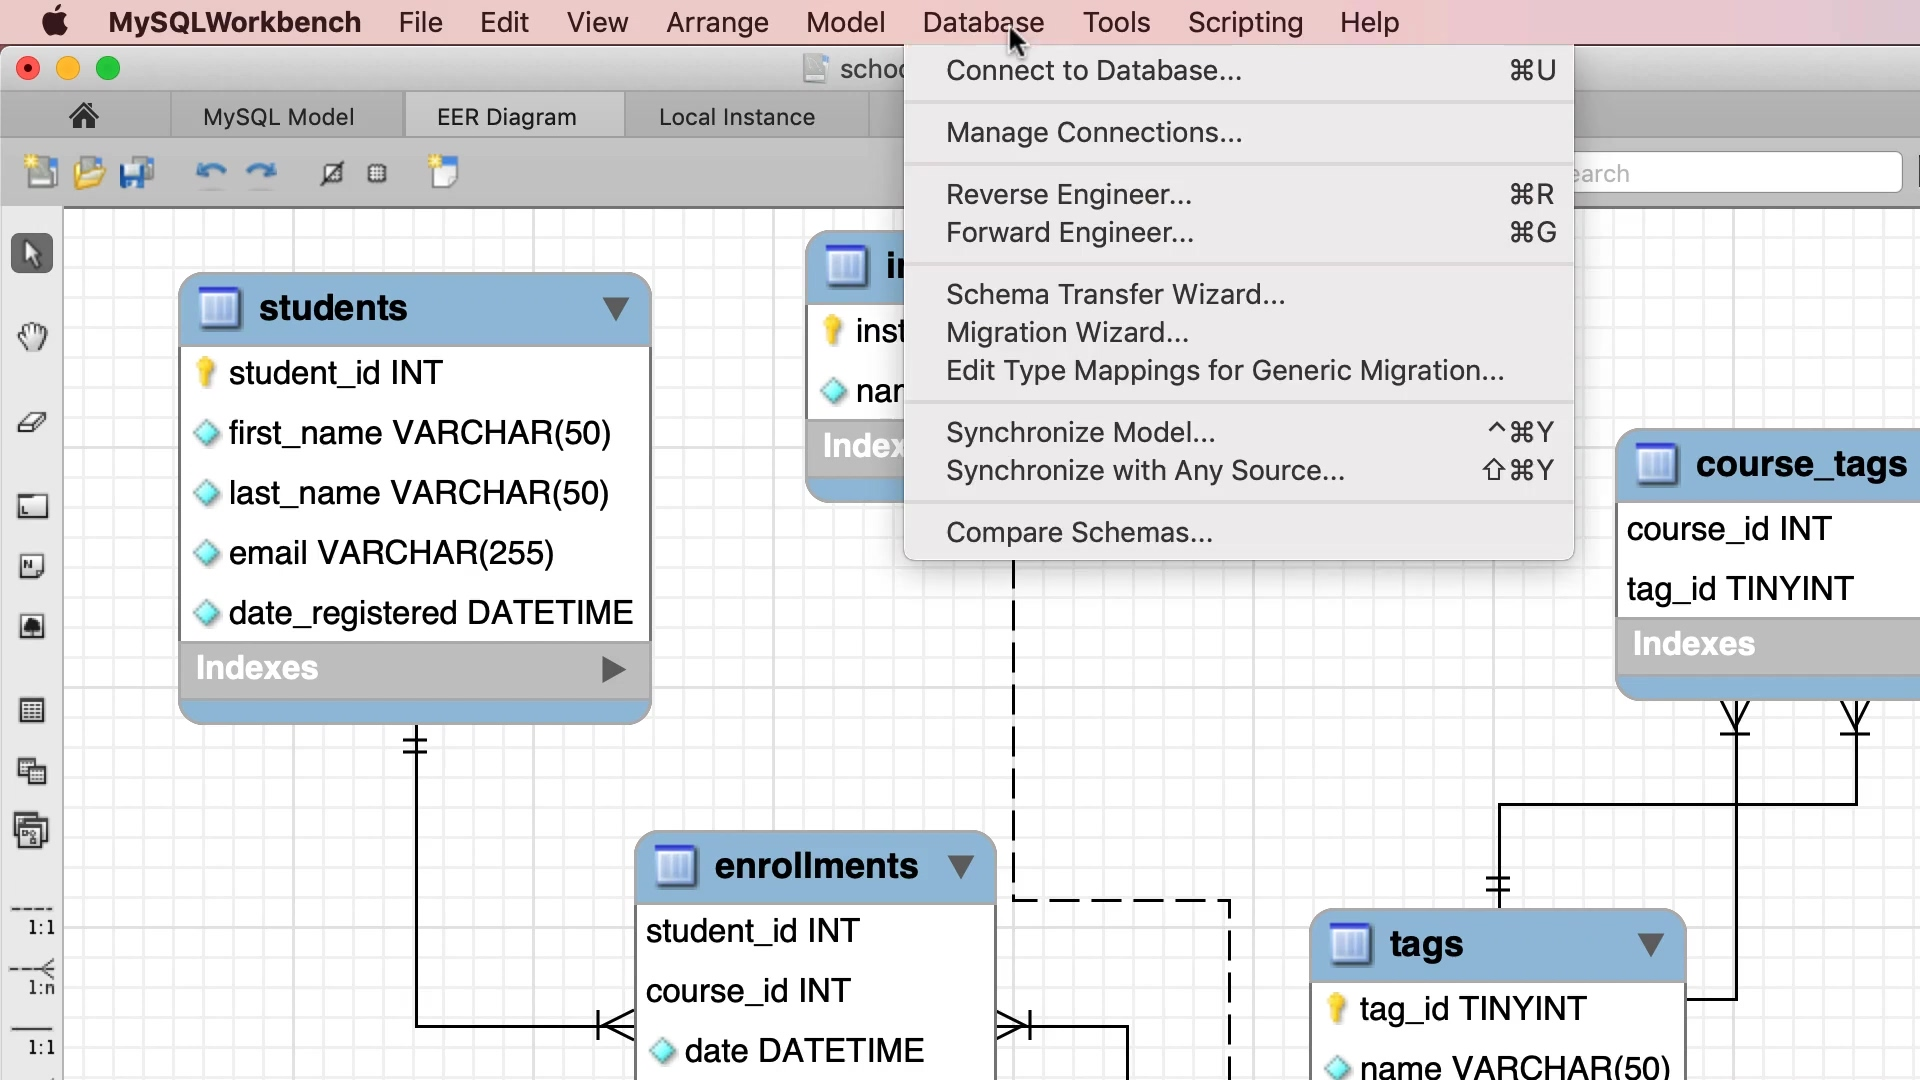 MySQLWorkbench File Edit View Arrange Model Database Tools Scripting Help
schoo
MySQL Model EER Diagram Local Instance
Connect to Database... ⌘U
Manage Connections...
Reverse Engineer... ⌘R
Forward Engineer... ⌘G
Schema Transfer Wizard...
Migration Wizard...
Edit Type Mappings for Generic Migration...
Synchronize Model... ^⌘Y
Synchronize with Any Source... ⇧⌘Y
Compare Schemas...
earch
students
student_id INT
first_name VARCHAR(50)
last_name VARCHAR(50)
email VARCHAR(255)
date_registered DATETIME
Indexes
inst
Index
course_tags
course_id INT
tag_id TINYINT
Indexes
enrollments
student_id INT
course_id INT
date DATETIME
tags
tag_id TINYINT
name VARCHAR(50)
1:1
1:n
1:1